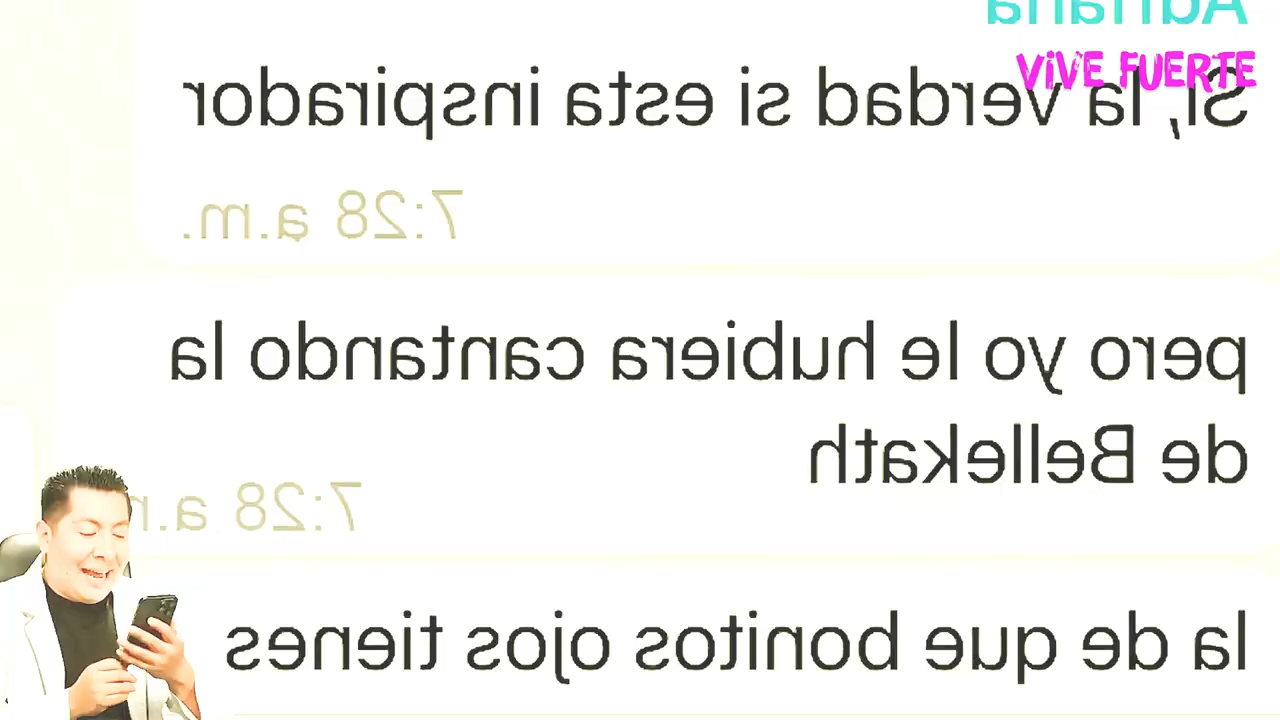 Adriana
VIVE FUERTE
Si, la verdad si esta inspirador
7:28 a.m.
pero yo le hubiera cantando la
de Bellekath
7:28 a.m
la de que bonitos ojos tienes